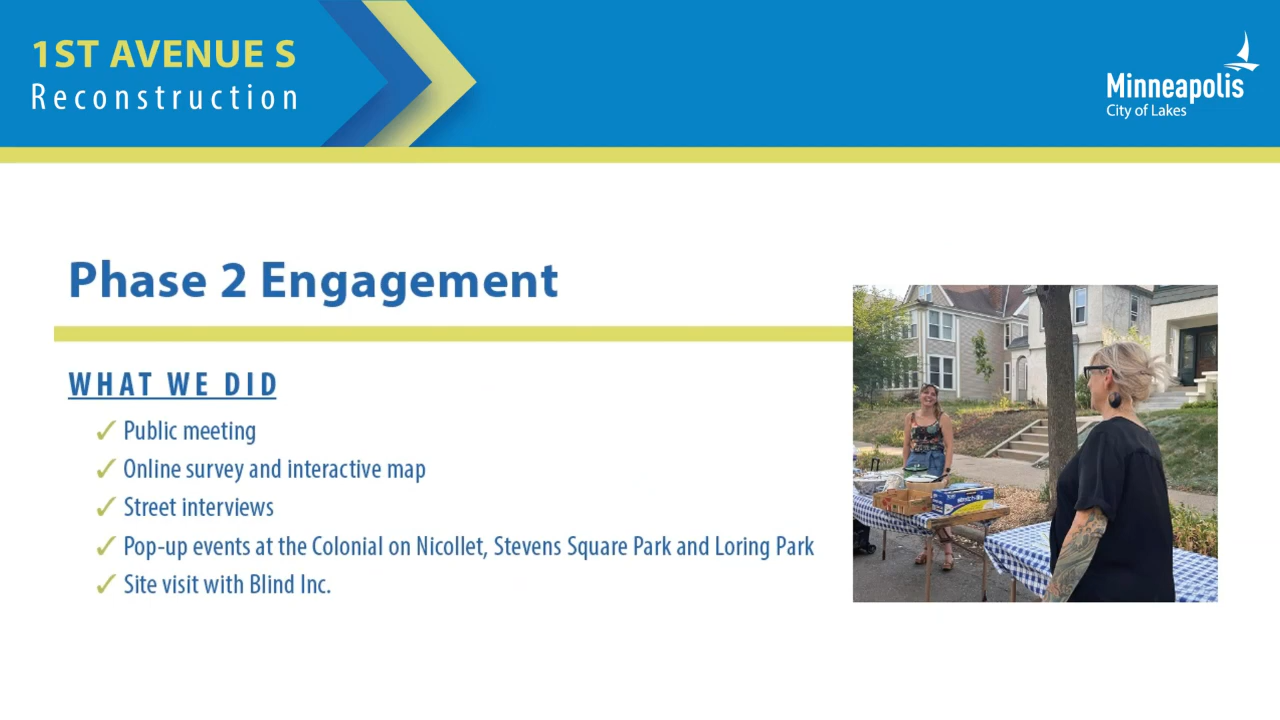 1ST AVENUE S
Reconstruction
Minneapolis
City of Lakes
Phase 2 Engagement
WHAT WE DID
✓ Public meeting
✓ Online survey and interactive map
✓ Street interviews
✓ Pop-up events at the Colonial on Nicollet, Stevens Square Park and Loring Park
✓ Site visit with Blind Inc.